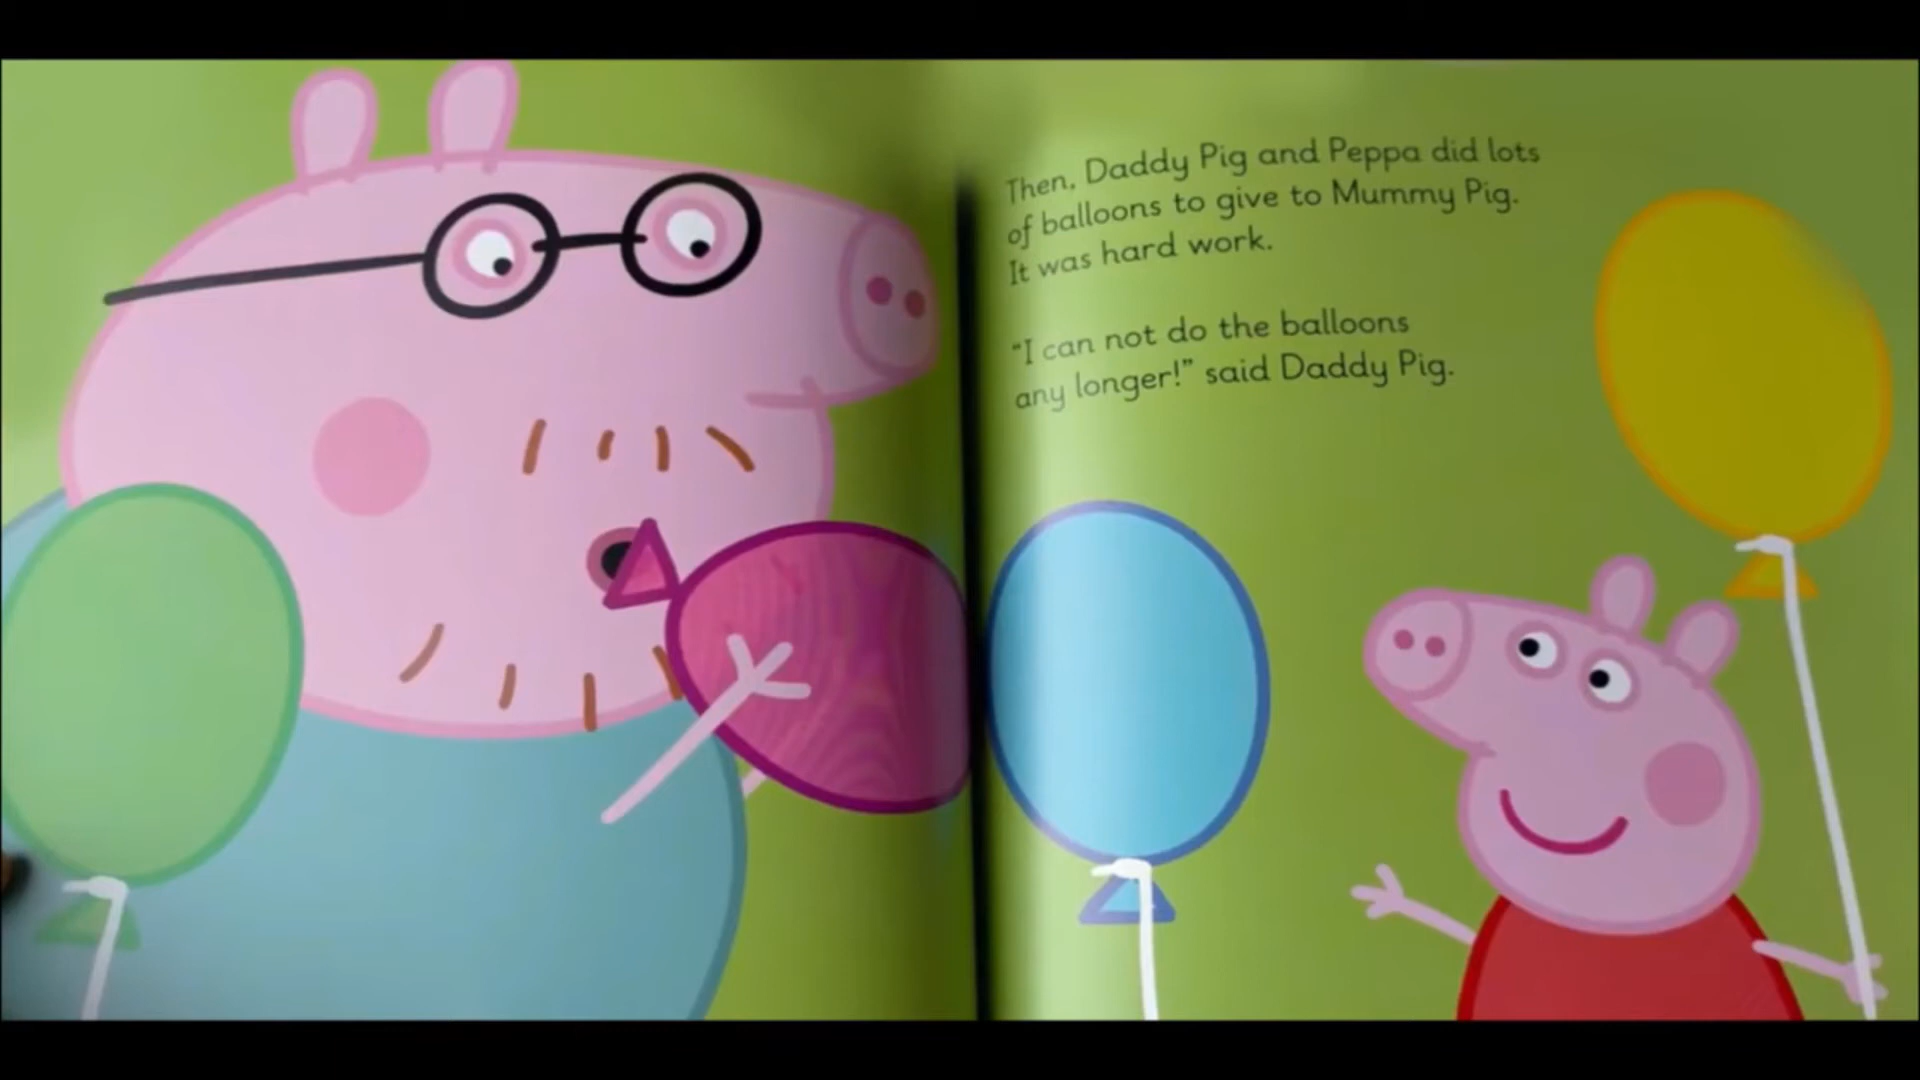 Then, Daddy Pig and Peppa did lots
of balloons to give to Mummy Pig.
It was hard work.
“I can not do the balloons
any longer!” said Daddy Pig.